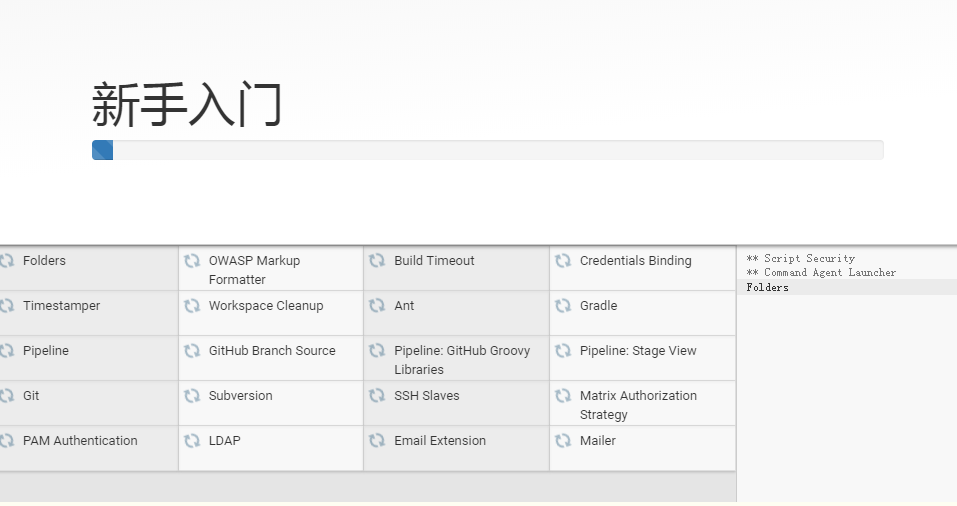 新手入门
Folders
OWASP Markup
Formatter
Build Timeout
Credentials Binding
Timestamper
Workspace Cleanup
Ant
Gradle
Pipeline
GitHub Branch Source
Pipeline: GitHub Groovy
Libraries
Pipeline: Stage View
Git
Subversion
SSH Slaves
Matrix Authorization
Strategy
PAM Authentication
LDAP
Email Extension
Mailer
** Script Security
** Command Agent Launcher
Folders